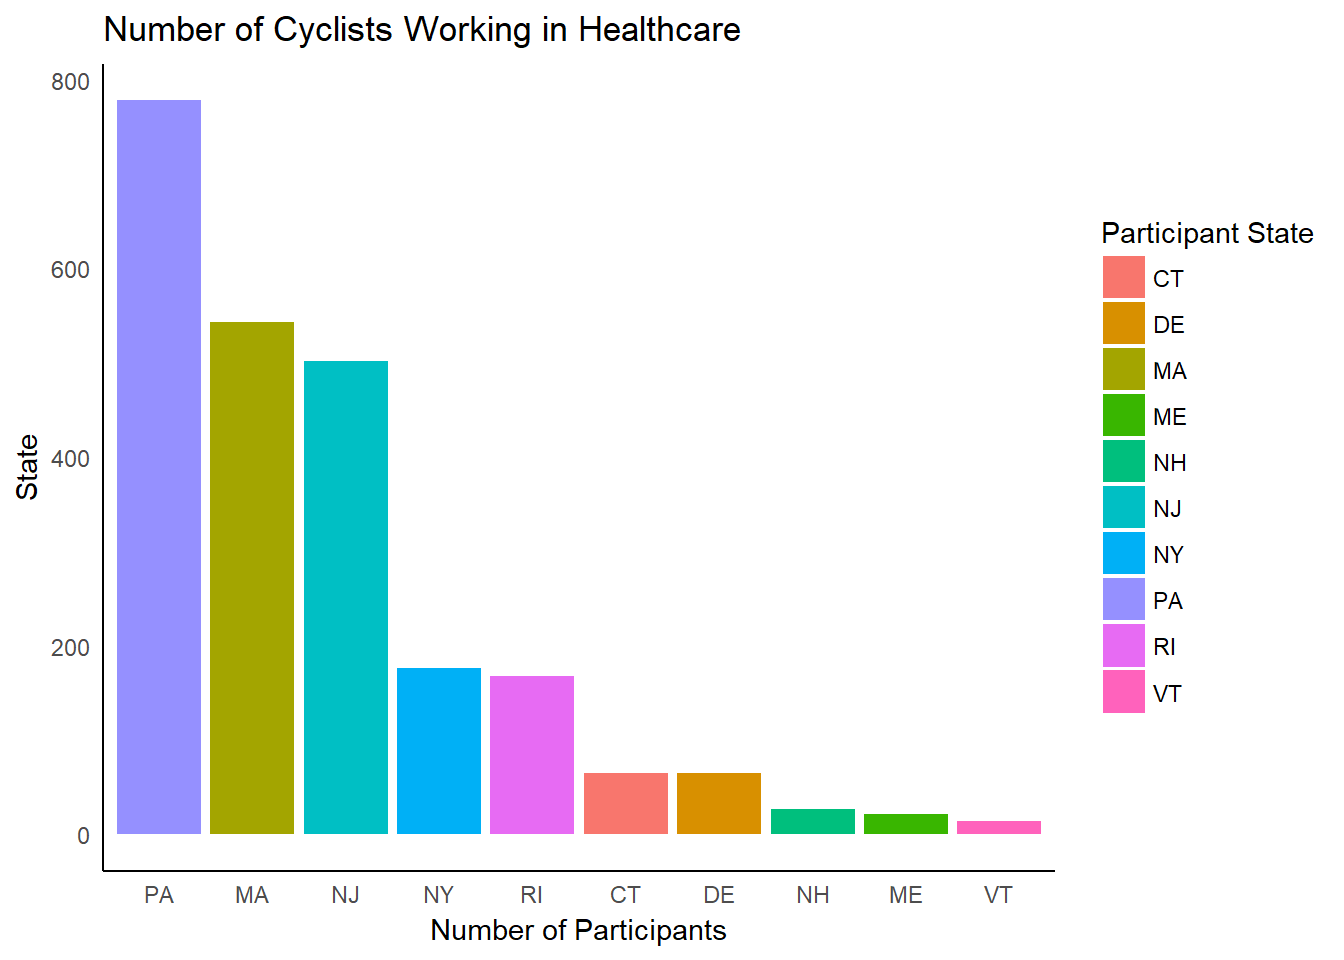 Number of Cyclists Working in Healthcare
800
600
400
200
0
State
PA MA NJ NY RI CT DE NH ME VT
Number of Participants
Participant State
CT
DE
MA
ME
NH
NJ
NY
PA
RI
VT